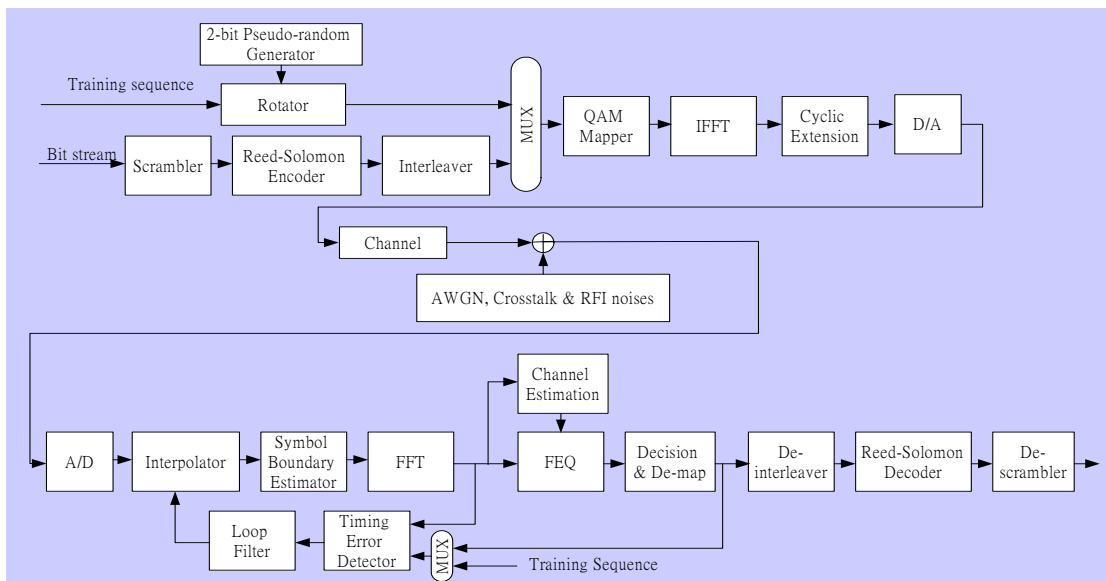 2-bit Pseudo-random
Generator
Training sequence
Rotator
MUX
QAM
Mapper
IFFT
Cyclic
Extension
D/A
Bit stream
Scrambler
Reed-Solomon
Encoder
Interleaver
Channel
AWGN, Crosstalk & RFI noises
Channel
Estimation
A/D
Interpolator
Symbol
Boundary
Estimator
FFT
FEQ
Decision
& De-map
De-
interleaver
Reed-Solomon
Decoder
De-
scrambler
Loop
Filter
Timing
Error
Detector
MUX
Training Sequence